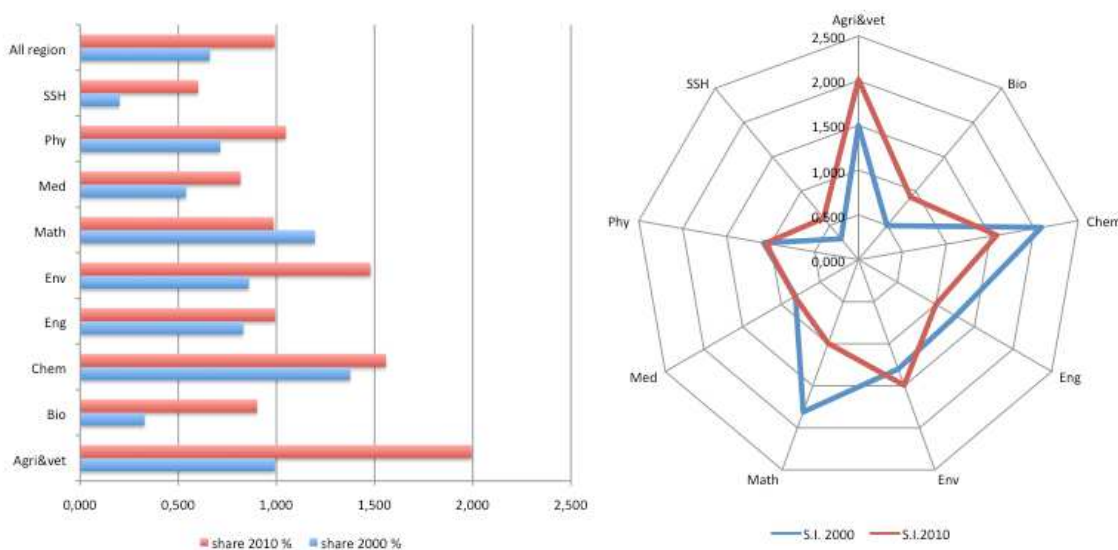 All region
SSH
Phy
Med
Math
Env
Eng
Chem
Bio
Agri&vet
0,000 0,500 1,000 1,500 2,000 2,500
share 2010 % share 2000 %
Agri&vet
2,500
SSH 2,000 Bio
1,500
1,000
Phy 0,500 Chem
0,000
Med Eng
Math Env
S.I. 2000 S.I.2010